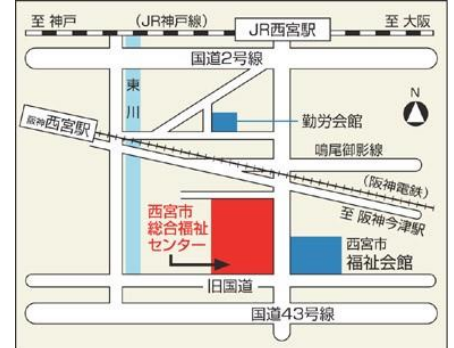 至 神戸
(JR神戸線)
JR西宮駅
至 大阪
国道2号線
東川
N
阪神西宮駅
勤労会館
鳴尾御影線
(阪神電鉄)
至 阪神今津駅
西宮市
総合福祉
センター
西宮市
福祉会館
旧国道
国道43号線